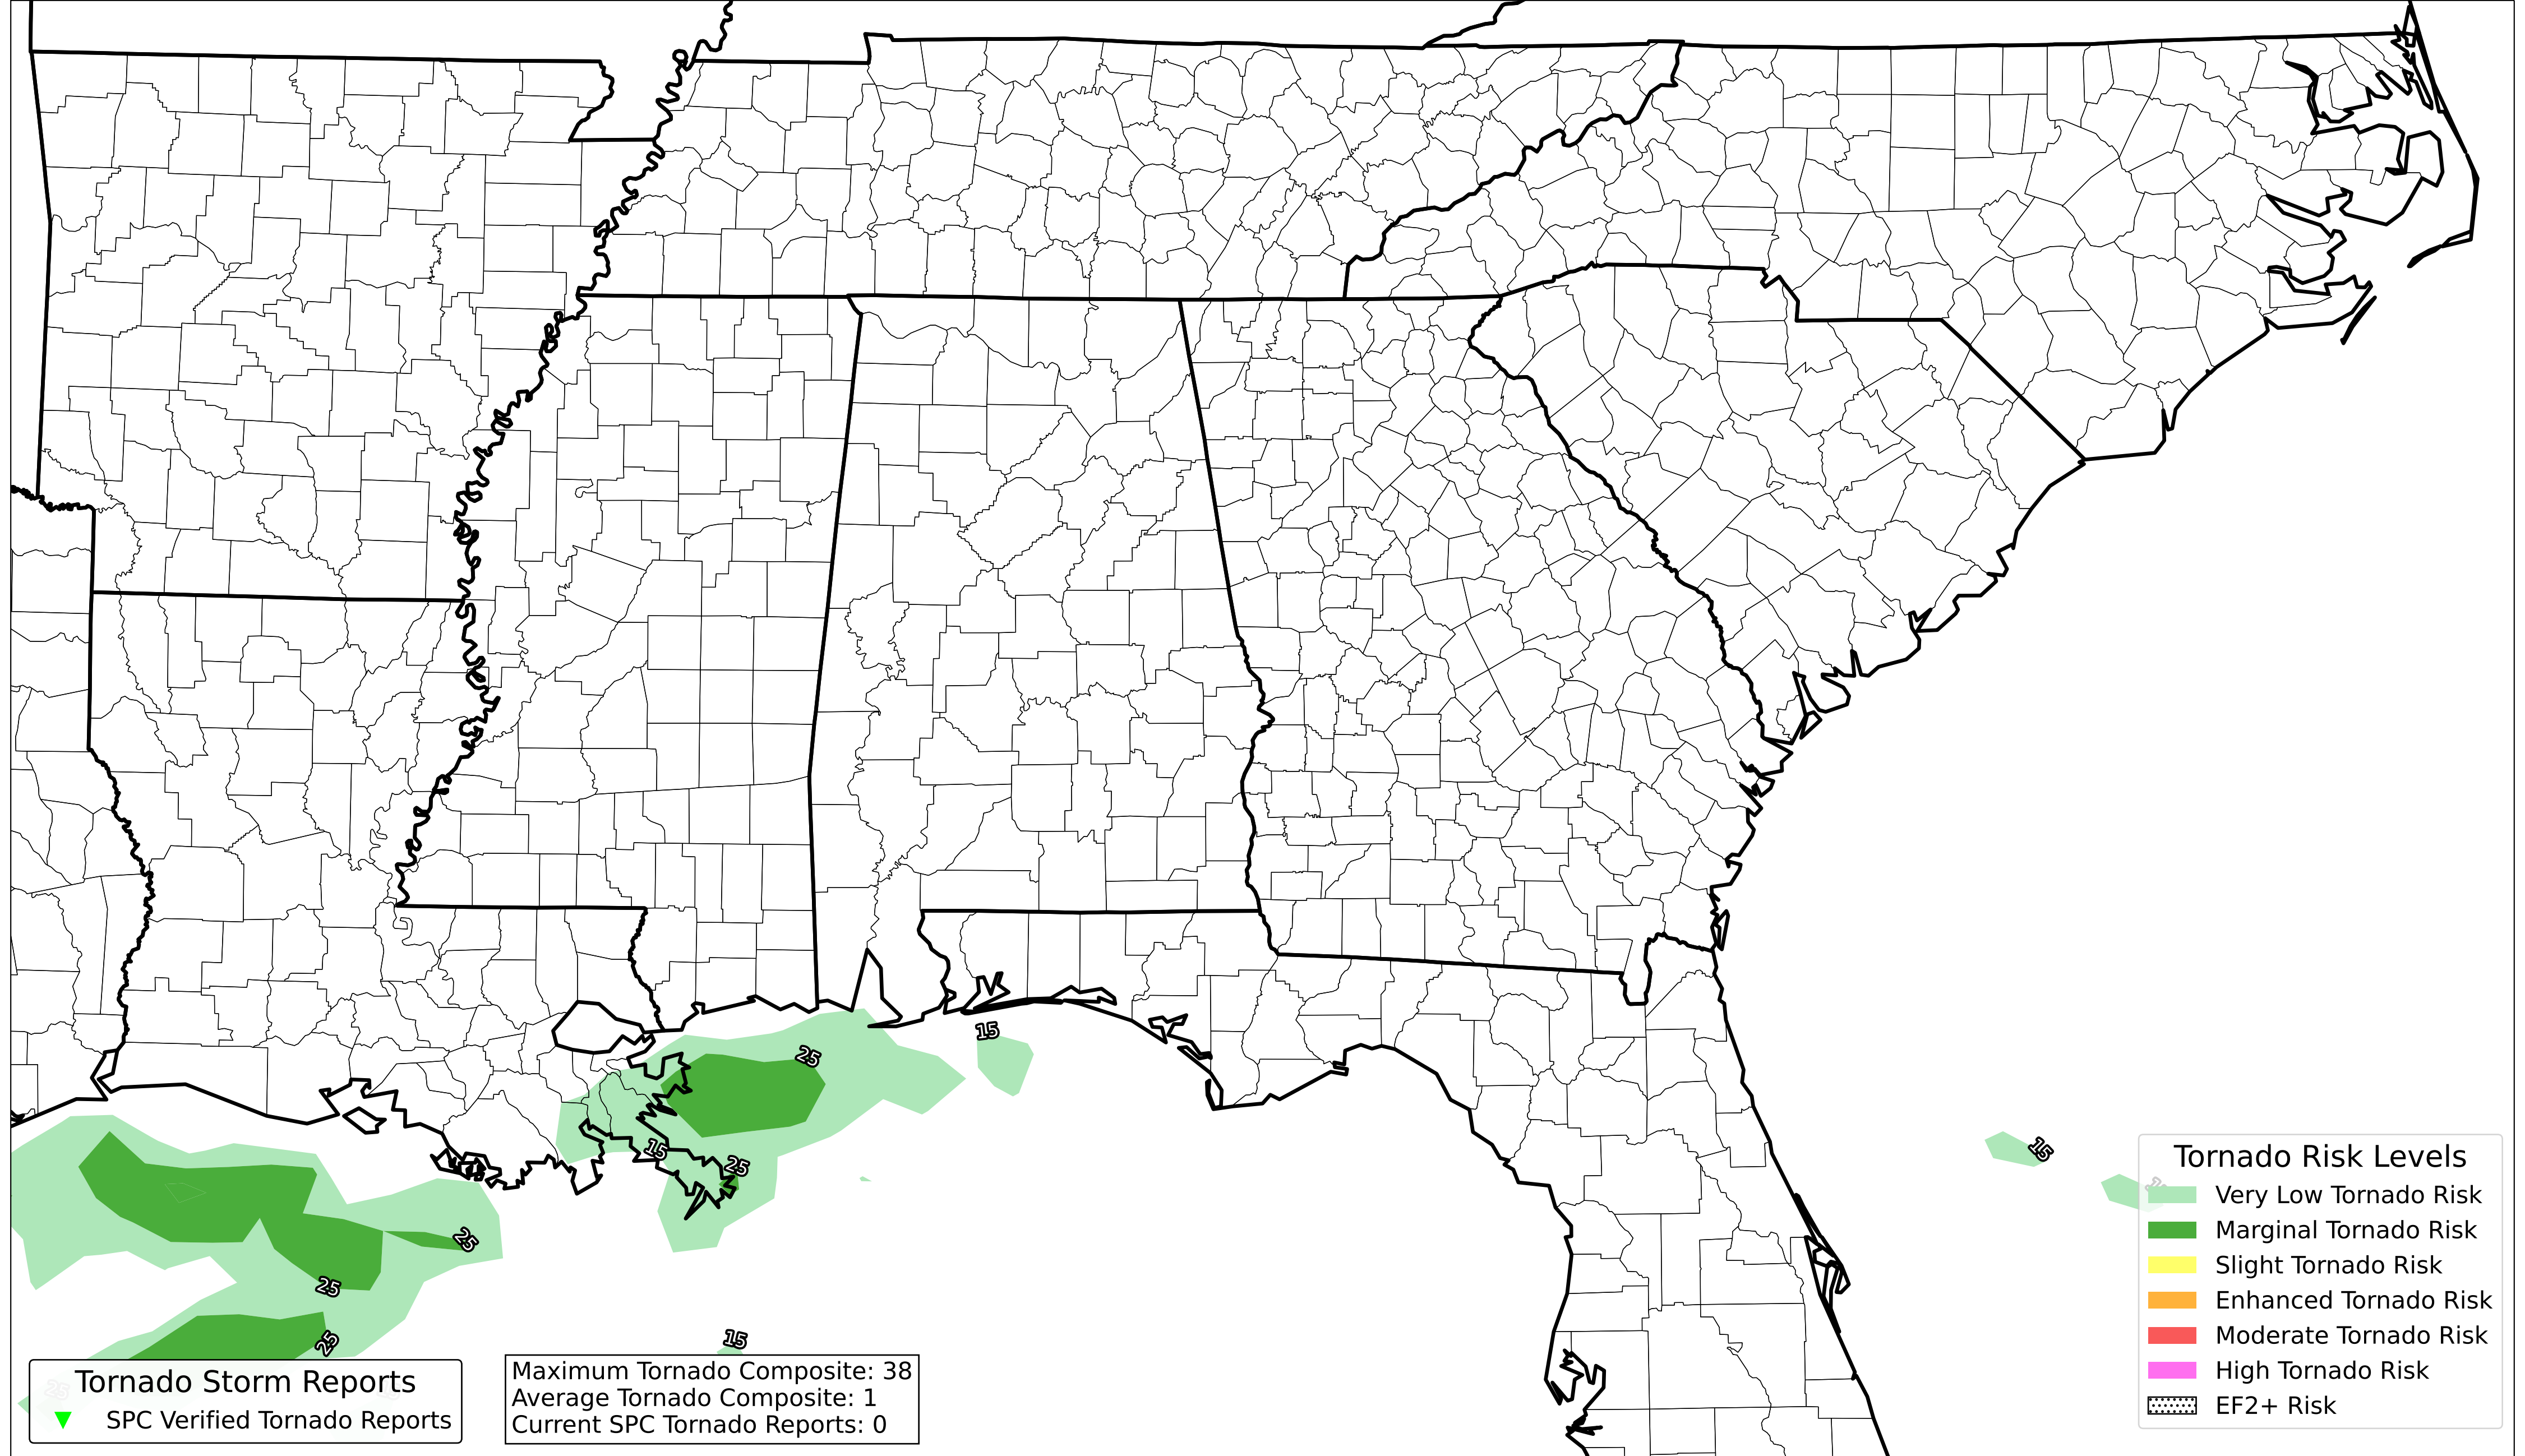 15
25
15
25
15
25
25
25
15
25
Tornado Storm Reports
SPC Verified Tornado Reports
Maximum Tornado Composite: 38
Average Tornado Composite: 1
Current SPC Tornado Reports: 0
Tornado Risk Levels
Very Low Tornado Risk
Marginal Tornado Risk
Slight Tornado Risk
Enhanced Tornado Risk
Moderate Tornado Risk
High Tornado Risk
EF2+ Risk